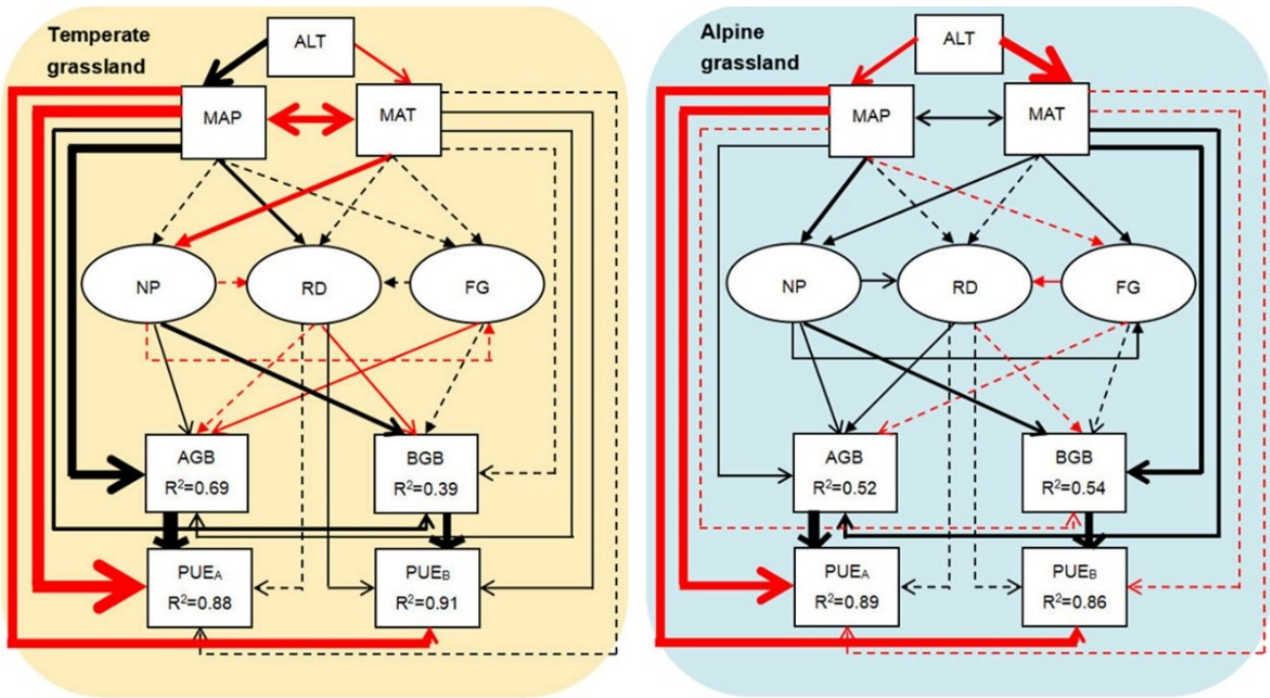 Temperate
grassland
ALT
MAP
MAT
NP
RD
FG
AGB
R²=0.69
BGB
R²=0.39
PUEA
R²=0.88
PUEB
R²=0.91
Alpine
grassland
ALT
MAP
MAT
NP
RD
FG
AGB
R²=0.52
BGB
R²=0.54
PUEA
R²=0.89
PUEB
R²=0.86